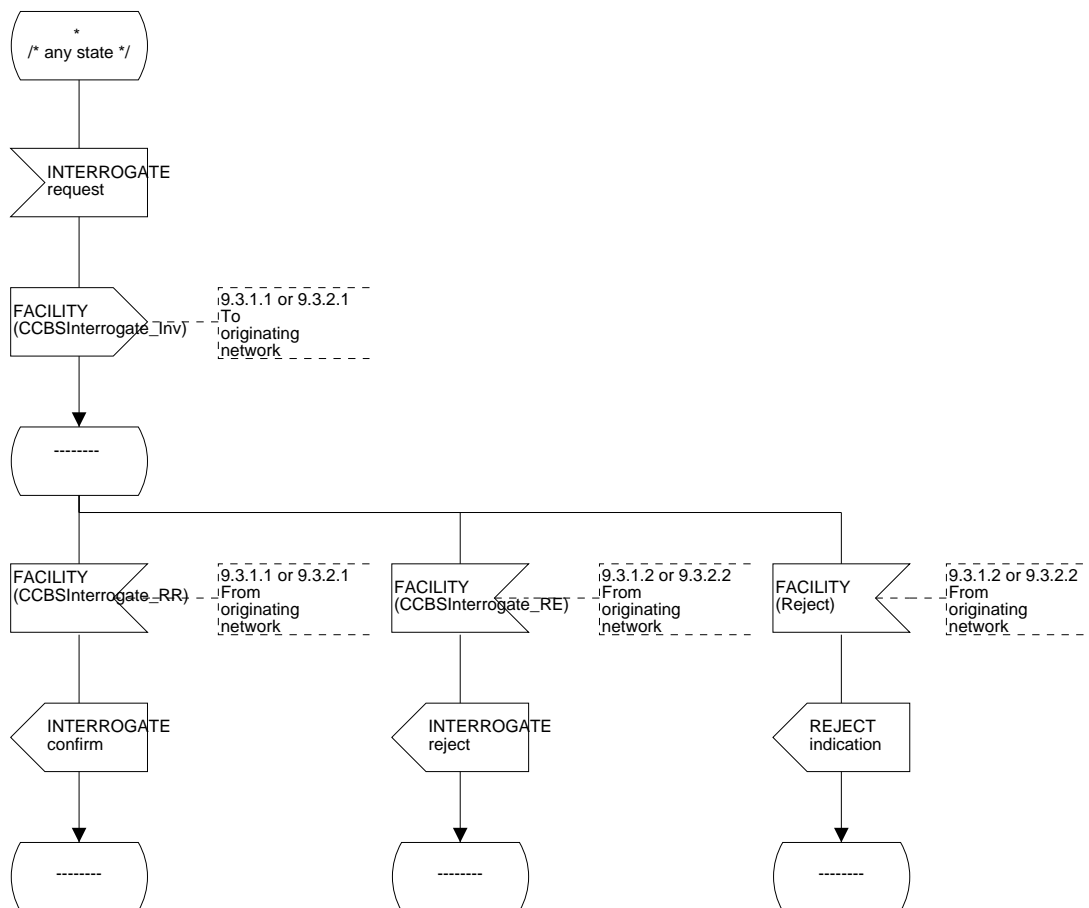 *
/* any state */
INTERROGATE
request
FACILITY
(CCBSInterrogate_Inv)
9.3.1.1 or 9.3.2.1
To
originating
network
--------
FACILITY
(CCBSInterrogate_RR)
9.3.1.1 or 9.3.2.1
From
originating
network
FACILITY
(CCBSInterrogate_RE)
9.3.1.2 or 9.3.2.2
From
originating
network
FACILITY
(Reject)
9.3.1.2 or 9.3.2.2
From
originating
network
INTERROGATE
confirm
INTERROGATE
reject
REJECT
indication
--------
--------
--------